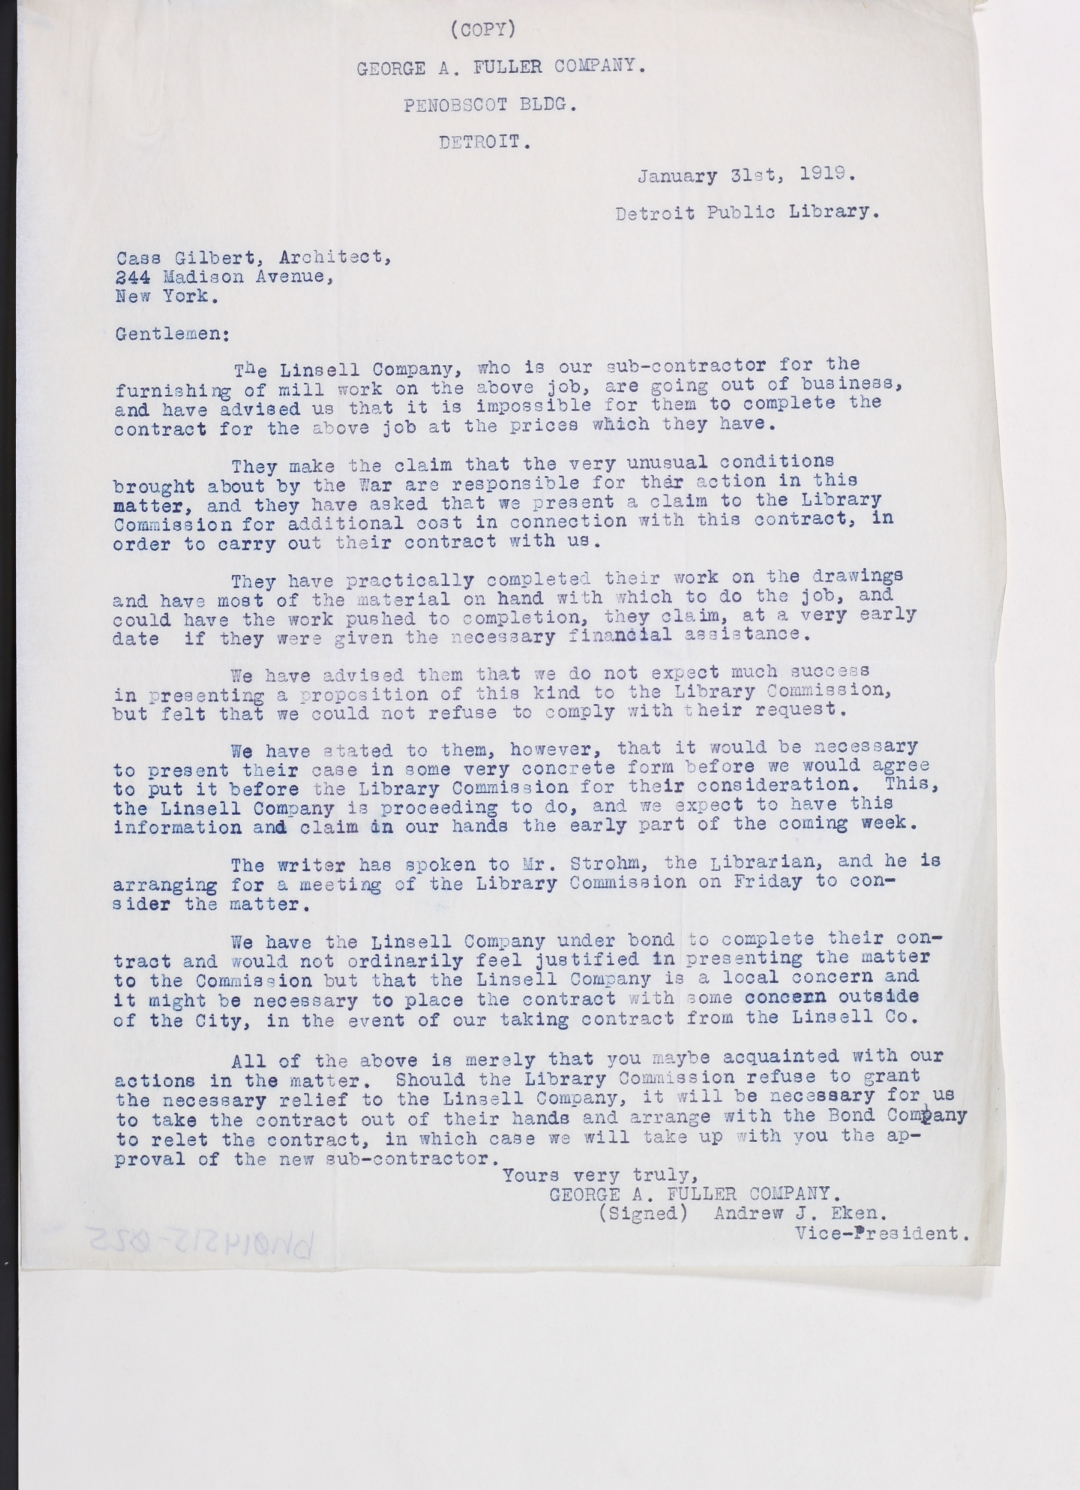 (COPY)
GEORGE A. FULLER COMPANY.
PENOBSCOT BLDG.
DETROIT.
January 31st, 1919.
Detroit Public Library.
Cass Gilbert, Architect,
244 Madison Avenue,
New York.
Gentlemen:
The Linsell Company, who is our sub-contractor for the
furnishing of mill work on the above job, are going out of business,
and have advised us that it is impossible for them to complete the
contract for the above job at the prices which they have.
They make the claim that the very unusual conditions
brought about by the War are responsible for their action in this
matter, and they have asked that we present a claim to the Library
Commission for additional cost in connection with this contract, in
order to carry out their contract with us.
They have practically completed their work on the drawings
and have most of the material on hand with which to do the job, and
could have the work pushed to completion, they claim, at a very early
date if they were given the necessary financial assistance.
We have advised them that we do not expect much success
in presenting a proposition of this kind to the Library Commission,
but felt that we could not refuse to comply with their request.
We have stated to them, however, that it would be necessary
to present their case in some very concrete form before we would agree
to put it before the Library Commission for their consideration. This,
the Linsell Company is proceeding to do, and we expect to have this
information and claim in our hands the early part of the coming week.
The writer has spoken to Mr. Strohm, the Librarian, and he is
arranging for a meeting of the Library Commission on Friday to con-
sider the matter.
We have the Linsell Company under bond to complete their con-
tract and would not ordinarily feel justified in presenting the matter
to the Commission but that the Linsell Company is a local concern and
it might be necessary to place the contract with some concern outside
of the City, in the event of our taking contract from the Linsell Co.
All of the above is merely that you maybe acquainted with our
actions in the matter. Should the Library Commission refuse to grant
the necessary relief to the Linsell Company, it will be necessary for us
to take the contract out of their hands and arrange with the Bond Company
to relet the contract, in which case we will take up with you the ap-
proval of the new sub-contractor.
Yours very truly,
GEORGE A. FULLER COMPANY.
(Signed) Andrew J. Eken.
Vice-President.